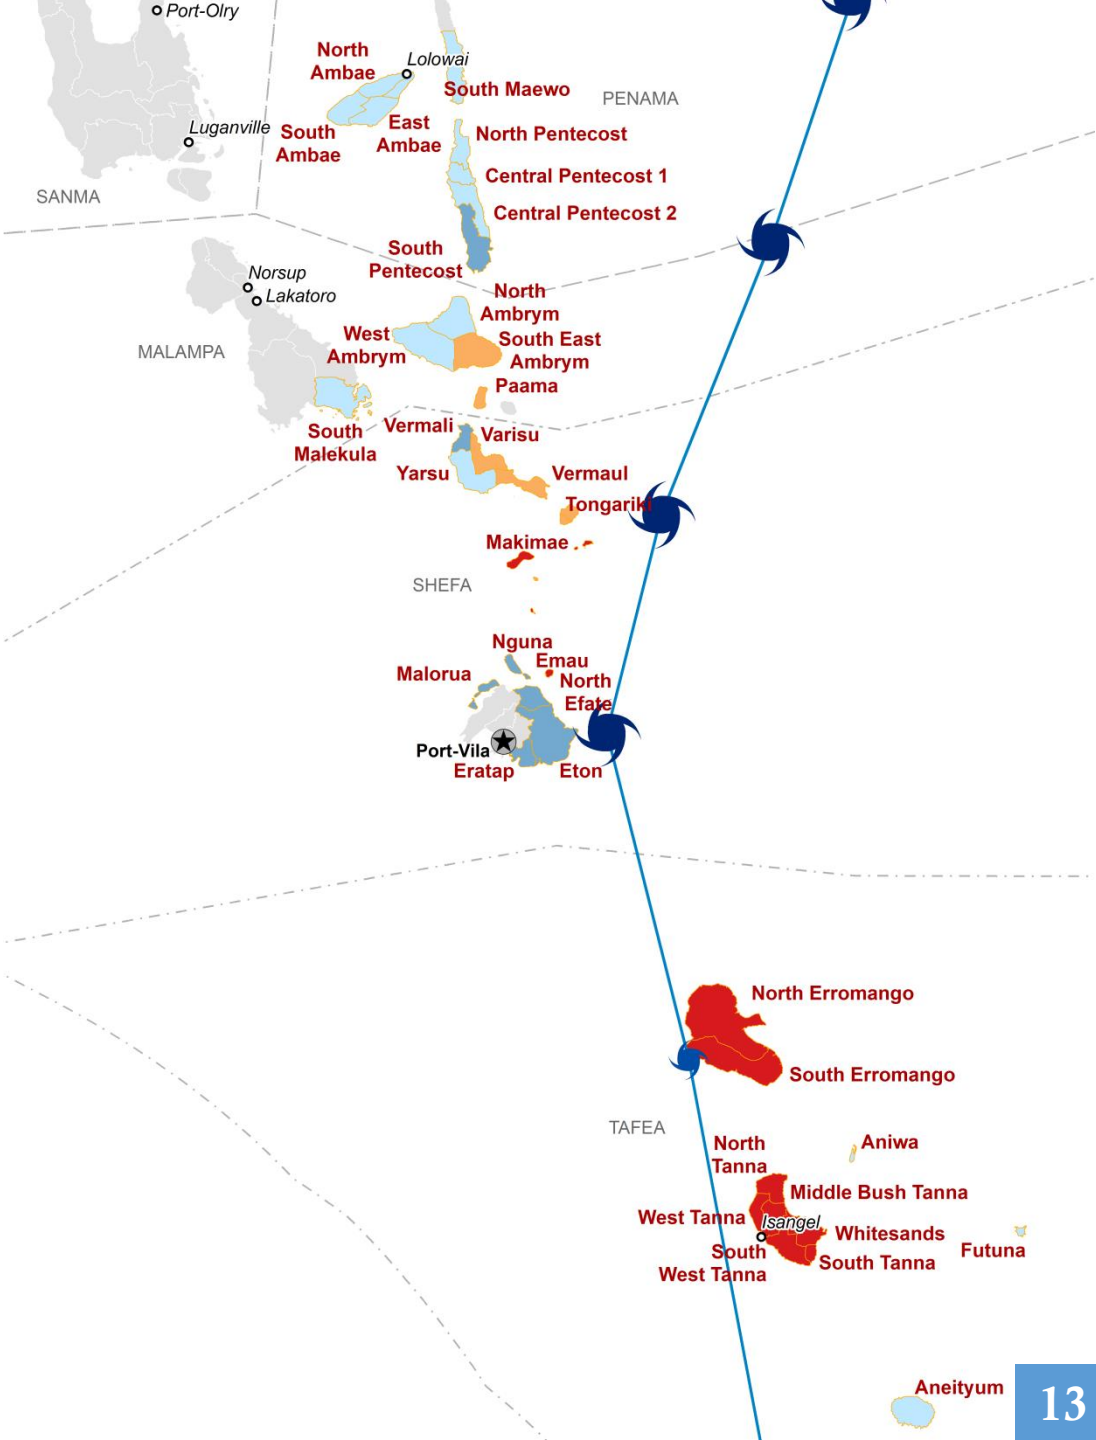 Port-Olry
North
Ambae
Lolowai
South Maewo
PENAMA
Luganville
South
Ambae
East
Ambae
North Pentecost
Central Pentecost 1
SANMA
Central Pentecost 2
South
Pentecost
Norsup
Lakatoro
North
Ambrym
MALAMPA
West
Ambrym
South East
Ambrym
Paama
South
Malekula
Vermali
Varisu
Yarsu
Vermaul
Tongariki
Makimae
SHEFA
Nguna
Emau
Malorua
North
Efate
Port-Vila
Eratap
Eton
North Erromango
South Erromango
TAFEA
North
Tanna
Aniwa
Middle Bush Tanna
West Tanna
Isangel
Whitesands
South
West Tanna
South Tanna
Futuna
Aneityum
13